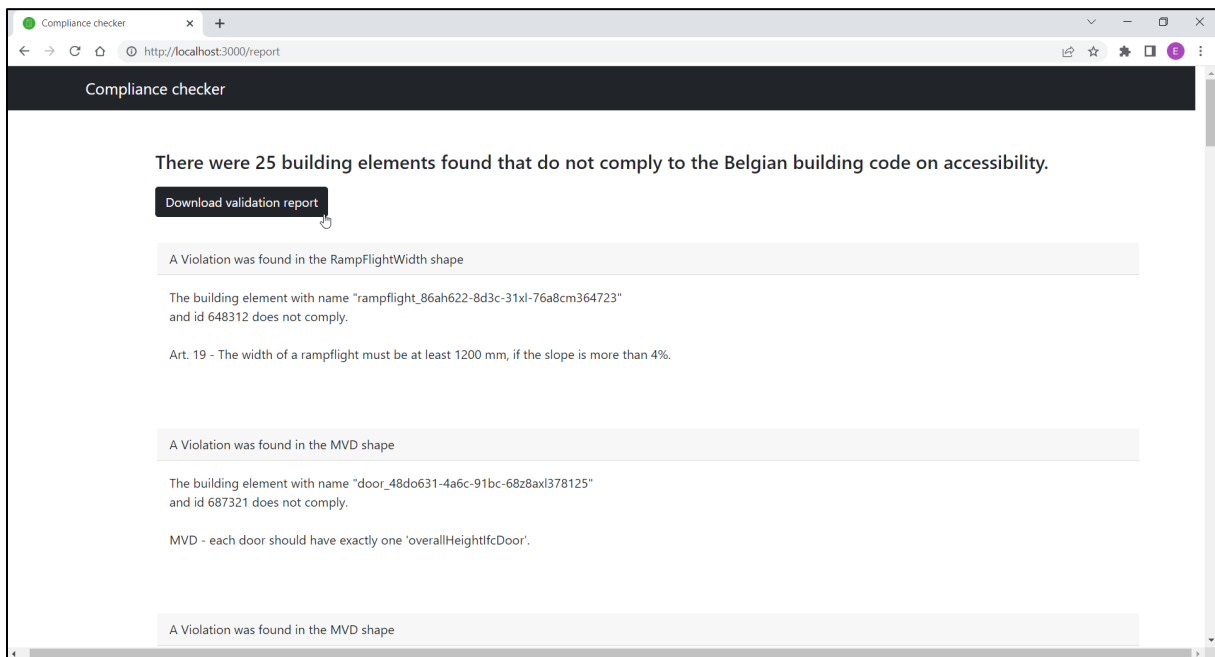 Compliance checker
http://localhost:3000/report
E
Compliance checker
There were 25 building elements found that do not comply to the Belgian building code on accessibility.
Download validation report
A Violation was found in the RampFlightWidth shape
The building element with name "rampflight_86ah622-8d3c-31xl-76a8cm364723"
and id 648312 does not comply.
Art. 19 - The width of a rampflight must be at least 1200 mm, if the slope is more than 4%.
A Violation was found in the MVD shape
The building element with name "door_48do631-4a6c-91bc-68z8axl378125"
and id 687321 does not comply.
MVD - each door should have exactly one 'overallHeightIfcDoor'.
A Violation was found in the MVD shape